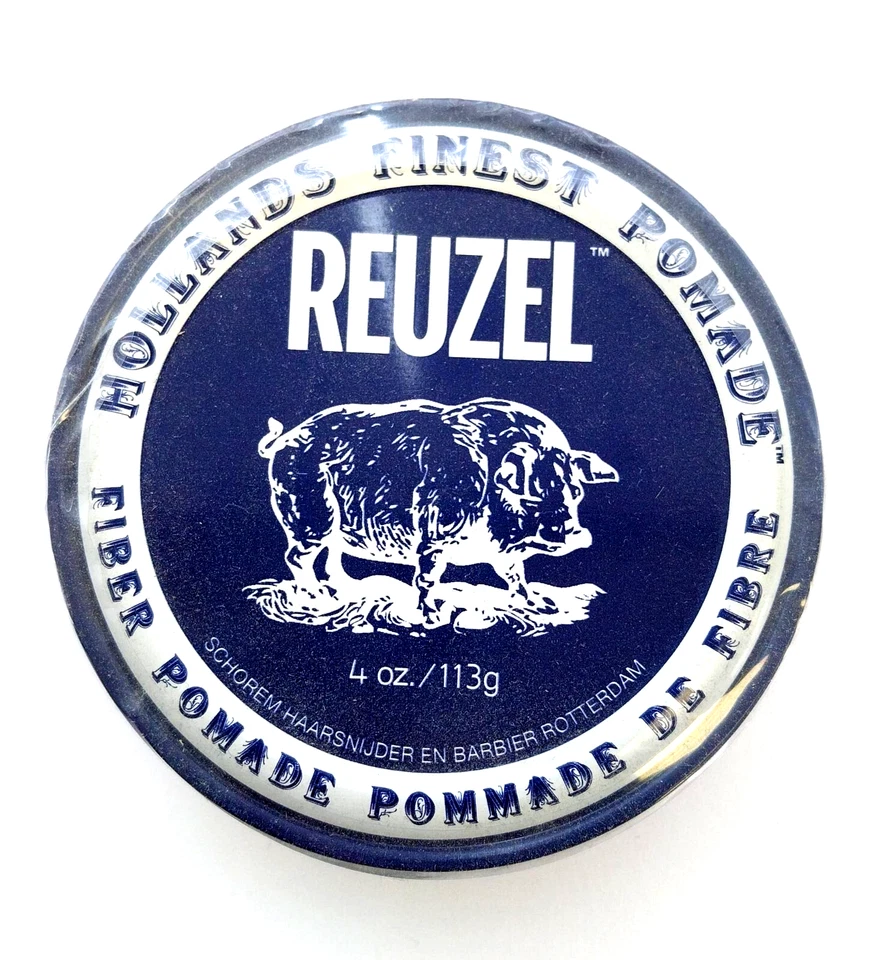 HOLLANDS FINEST POMADE™
REUZEL™
4 oz./113g
SCHOREM HAARSNIJDER EN BARBIER ROTTERDAM
FIBER POMADE POMMADE DE FIBRE